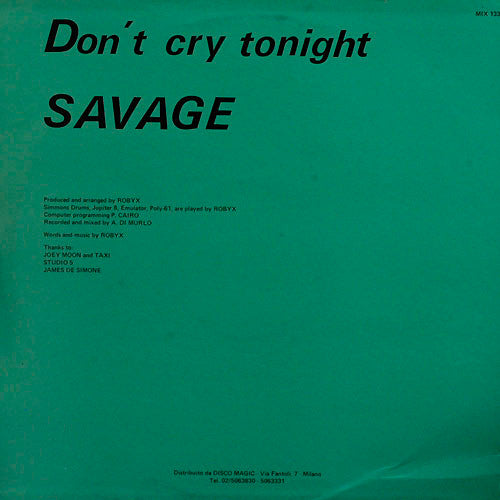 MIX 133
Don't cry tonight
SAVAGE
Produced and arranged by ROBYX
Simmons Drums, Jupiter 8, Emulator, Poly-61, are played by ROBYX
Computer programming P. CAIRO
Recorded and mixed by A. DI MURLO
Words and music by ROBYX
Thanks to:
JOEY MOON and TAXI
STUDIO 5
JAMES DE SIMONE
Distribuito da DISCO MAGIC - Via Fantoli, 7 - Milano
Tel. 02/5063830 - 5063331